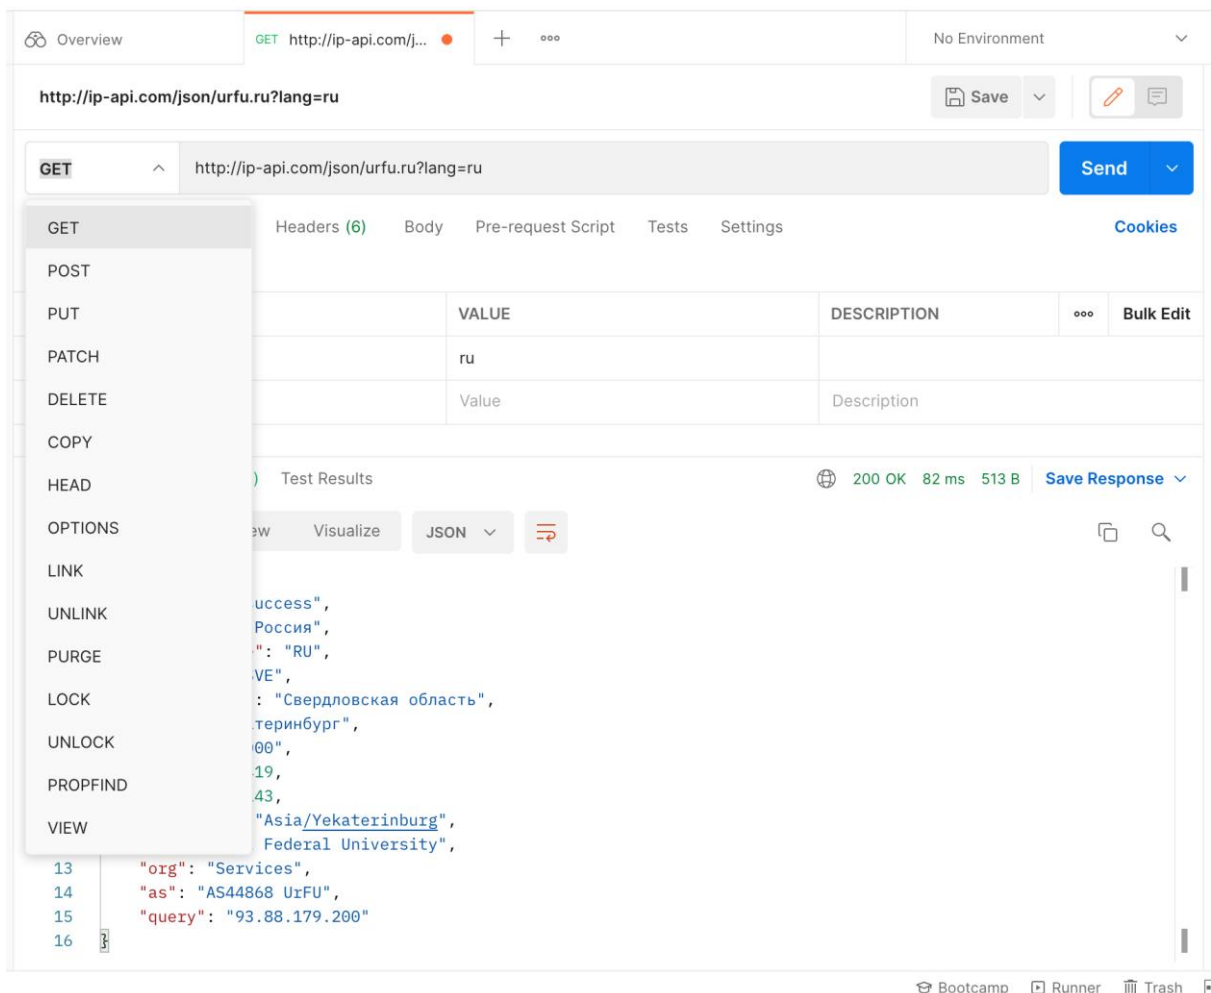 Overview GET http://ip-api.com/j... No Environment
http://ip-api.com/json/urfu.ru?lang=ru Save
GET http://ip-api.com/json/urfu.ru?lang=ru Send
GET
POST
PUT
PATCH
DELETE
COPY
HEAD
OPTIONS
LINK
UNLINK
PURGE
LOCK
UNLOCK
PROPFIND
VIEW
Headers (6) Body Pre-request Script Tests Settings Cookies
VALUE DESCRIPTION Bulk Edit
ru
Value Description
) Test Results 200 OK 82 ms 513 B Save Response
ew Visualize JSON
uccess",
Россия",
": "RU",
VE",
: "Свердловская область",
теринбург",
00",
19,
43,
"Asia/Yekaterinburg",
Federal University",
13 "org": "Services",
14 "as": "AS44868 UrFU",
15 "query": "93.88.179.200"
16 }
Bootcamp Runner Trash